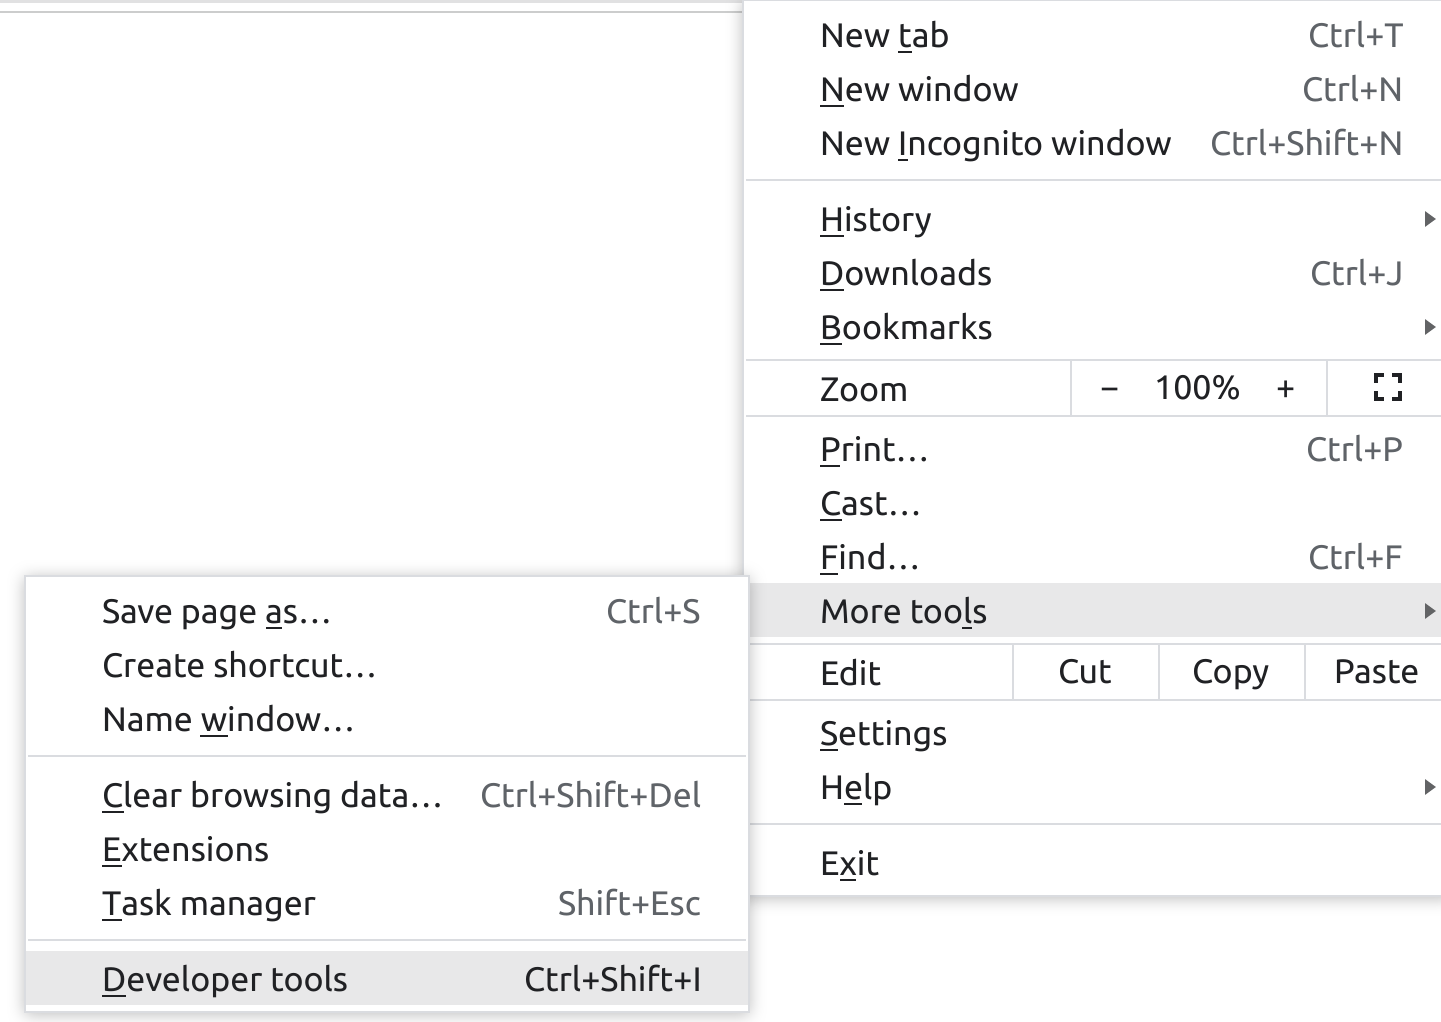 New tab Ctrl+T
New window Ctrl+N
New Incognito window Ctrl+Shift+N
History
Downloads Ctrl+J
Bookmarks
Zoom − 100% +
Print… Ctrl+P
Cast…
Find… Ctrl+F
More tools
Edit Cut Copy Paste
Settings
Help
Exit
Save page as… Ctrl+S
Create shortcut…
Name window…
Clear browsing data… Ctrl+Shift+Del
Extensions
Task manager Shift+Esc
Developer tools Ctrl+Shift+I